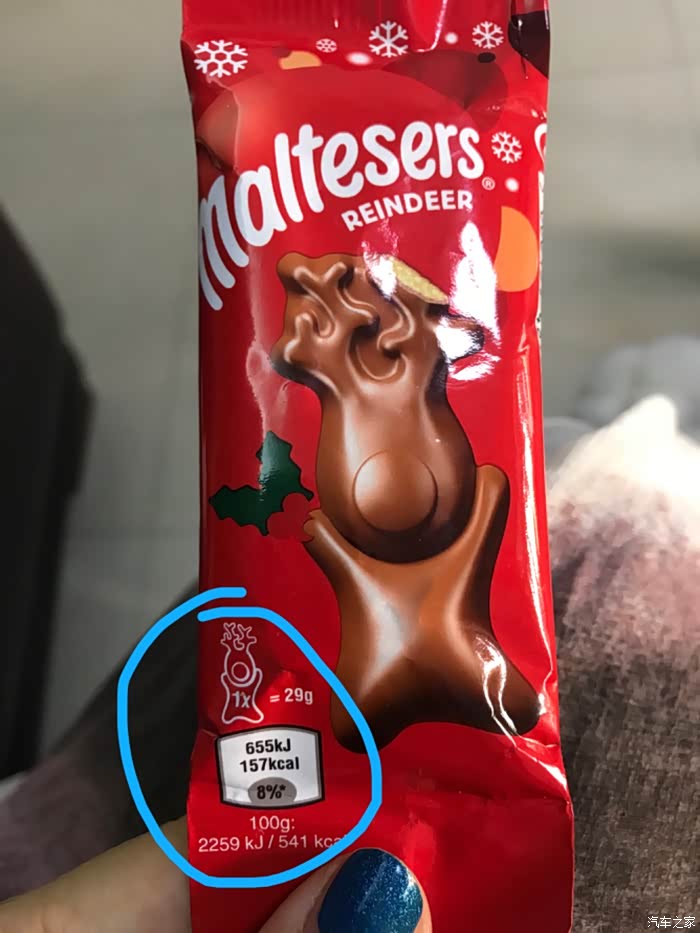 maltesers®
REINDEER
1x = 29g
655kJ
157kcal
8%*
100g:
2259 kJ / 541 kcal
汽车之家